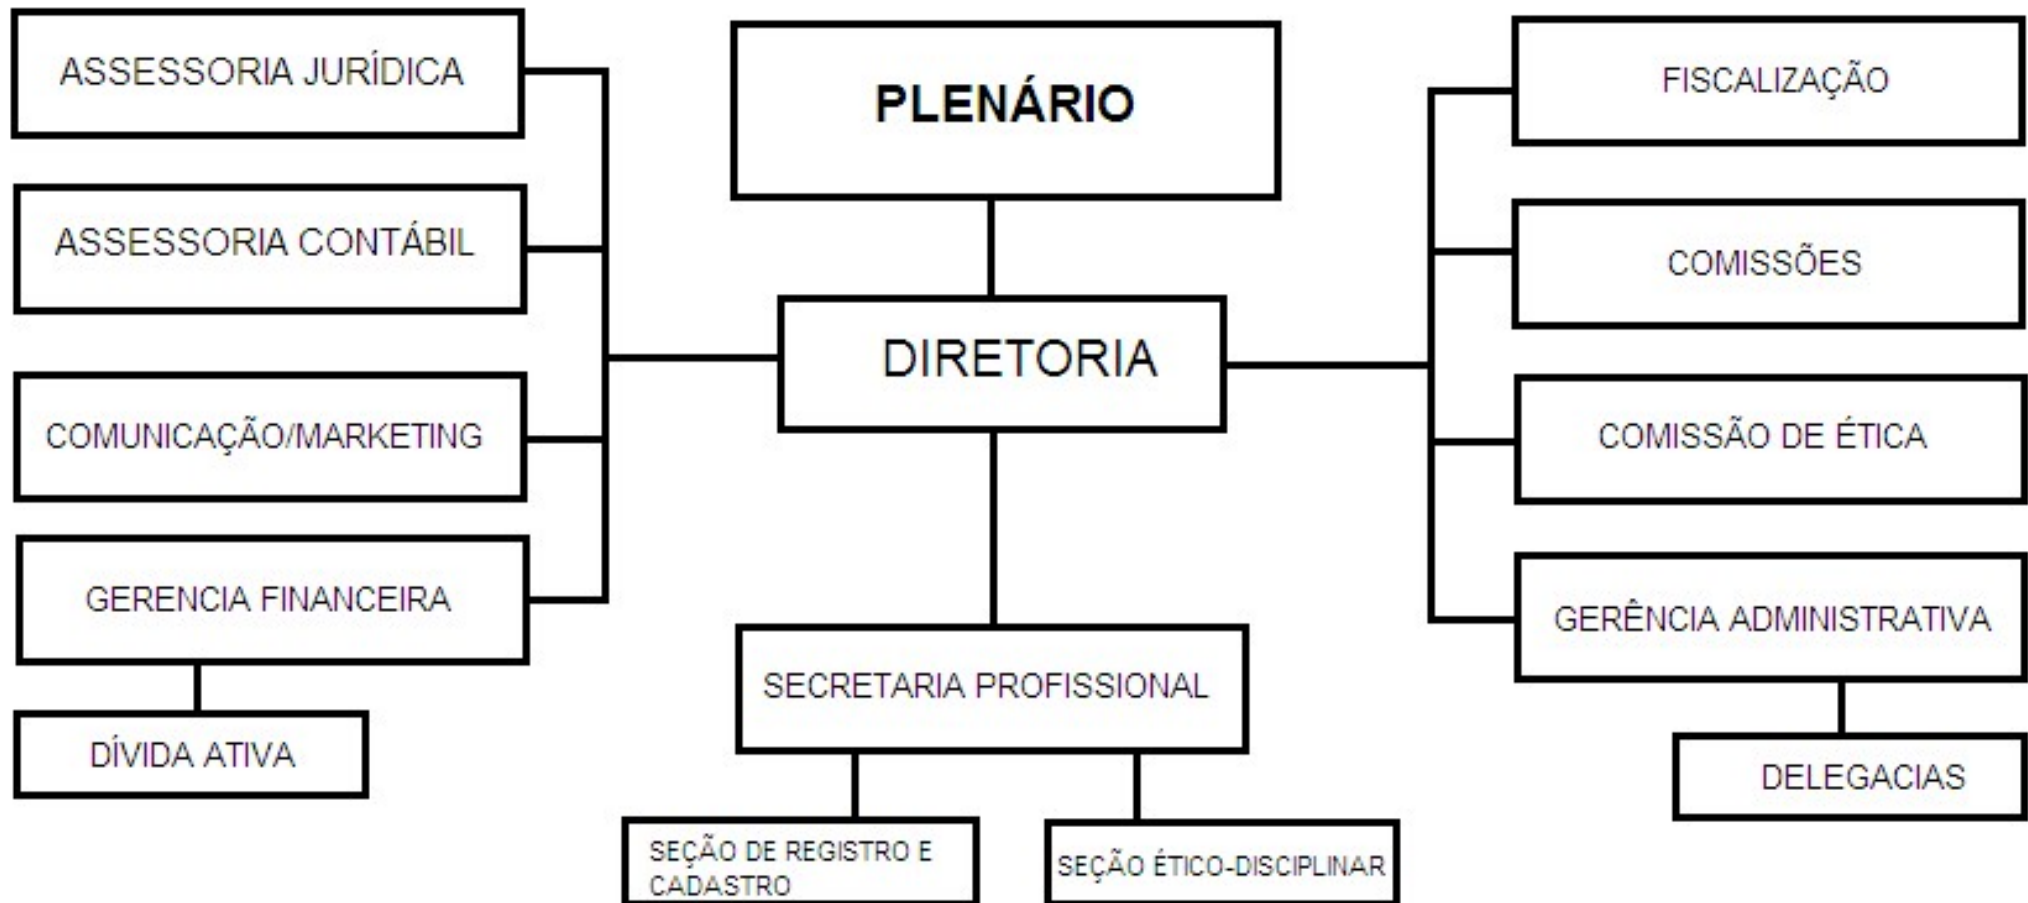 ASSESSORIA JURÍDICA
PLENÁRIO
FISCALIZAÇÃO
ASSESSORIA CONTÁBIL
COMISSÕES
DIRETORIA
COMUNICAÇÃO/MARKETING
COMISSÃO DE ÉTICA
GERENCIA FINANCEIRA
GERÊNCIA ADMINISTRATIVA
SECRETARIA PROFISSIONAL
DÍVIDA ATIVA
DELEGACIAS
SEÇÃO DE REGISTRO E
CADASTRO
SEÇÃO ÉTICO-DISCIPLINAR